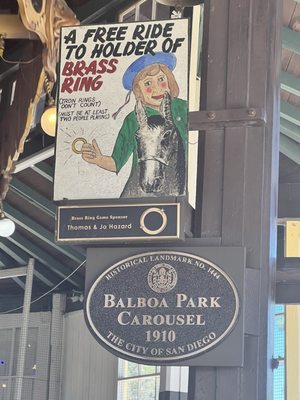 A FREE RIDE
TO HOLDER OF
BRASS
RING
(IRON RINGS
DON'T COUNT)
(MUST BE AT LEAST
TWO PEOPLE PLAYING)
Brass Ring Game Sponsor
Thomas & Jo Hazard
HISTORICAL LANDMARK NO. 1444
BALBOA PARK
CAROUSEL
1910
THE CITY OF SAN DIEGO